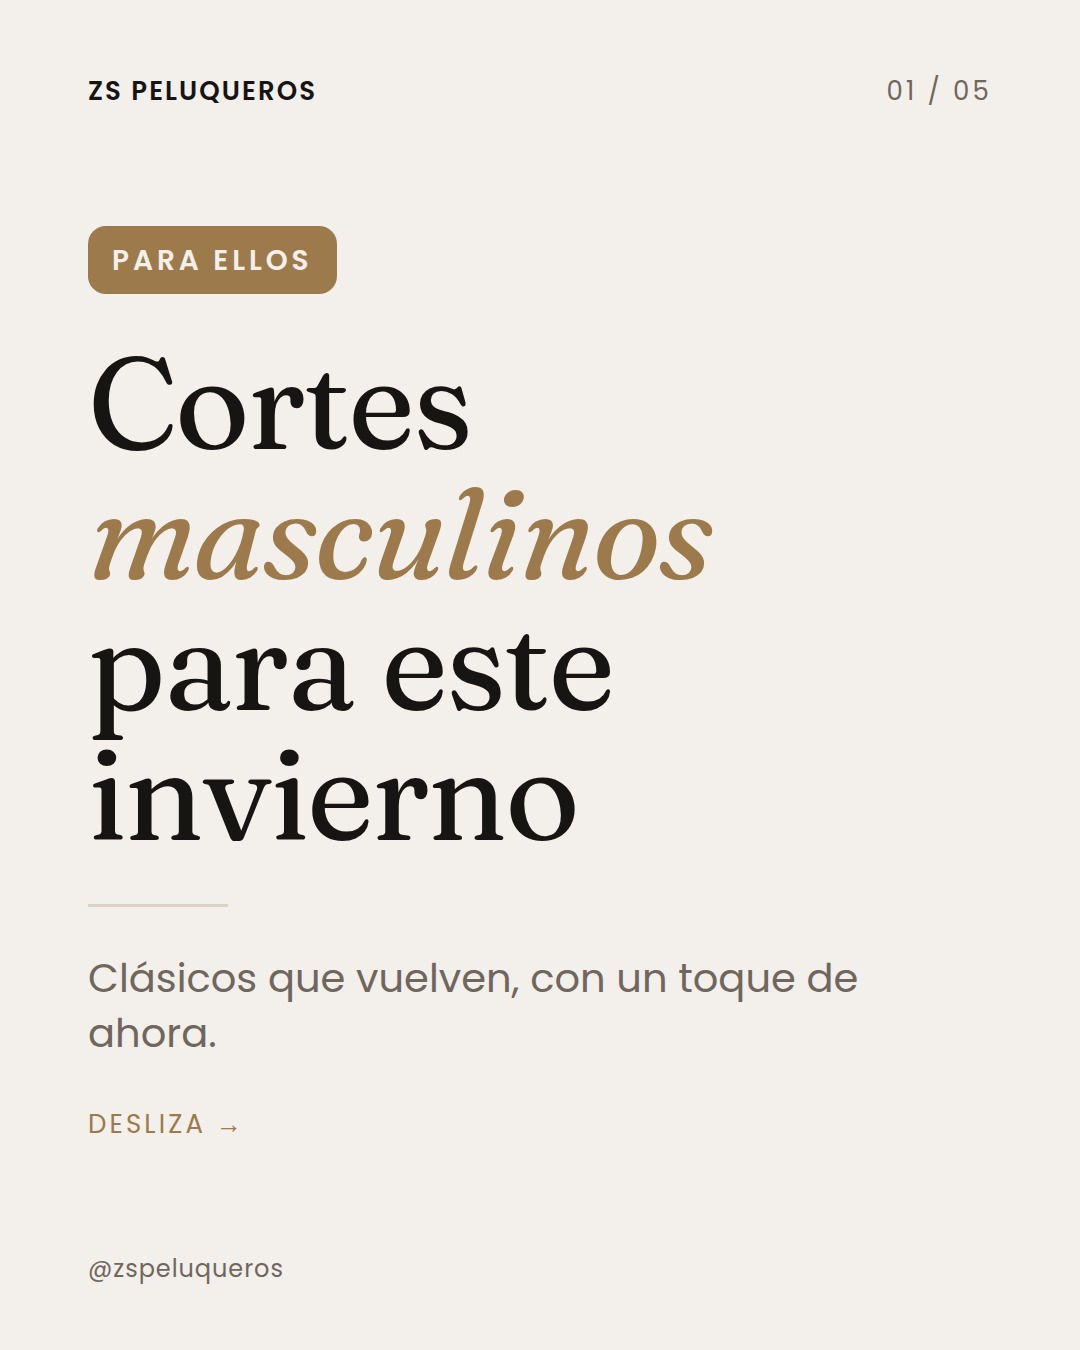 ZS PELUQUEROS
01 / 05
PARA ELLOS
Cortes
masculinos
para este
invierno
Clásicos que vuelven, con un toque de
ahora.
DESLIZA →
@zspeluqueros